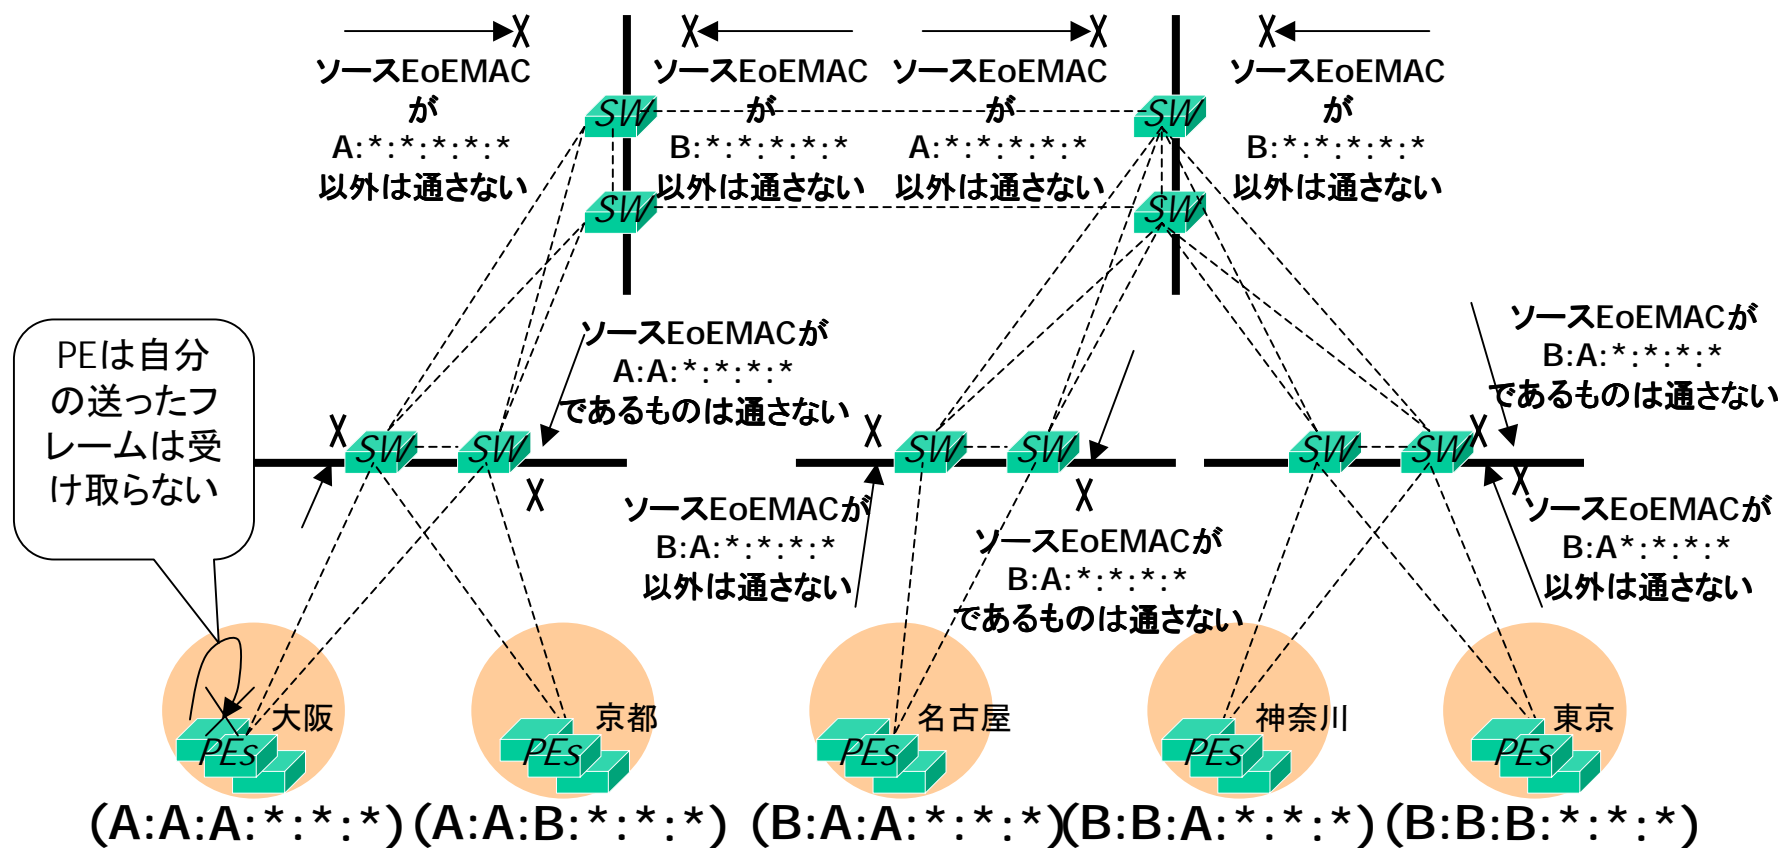 ソースEoEMAC
が
A:*:*:*:*:*
以外は通さない
ソースEoEMAC
が
B:*:*:*:*:*
以外は通さない
ソースEoEMAC
が
A:*:*:*:*:*
以外は通さない
ソースEoEMAC
が
B:*:*:*:*:*
以外は通さない
SW
SW
SW
SW
PEは自分
の送ったフ
レームは受
け取らない
ソースEoEMACが
A:A:*:*:*:*
であるものは通さない
ソースEoEMACが
B:A:*:*:*:*
であるものは通さない
SW
SW
SW
SW
SW
SW
ソースEoEMACが
B:A:*:*:*:*
以外は通さない
ソースEoEMACが
B:A:*:*:*:*
であるものは通さない
ソースEoEMACが
B:A*:*:*:*
以外は通さない
大阪
PEs
京都
PEs
名古屋
PEs
神奈川
PEs
東京
PEs
(A:A:A:*:*:*)
(A:A:B:*:*:*)
(B:A:A:*:*:*)
(B:B:A:*:*:*)
(B:B:B:*:*:*)